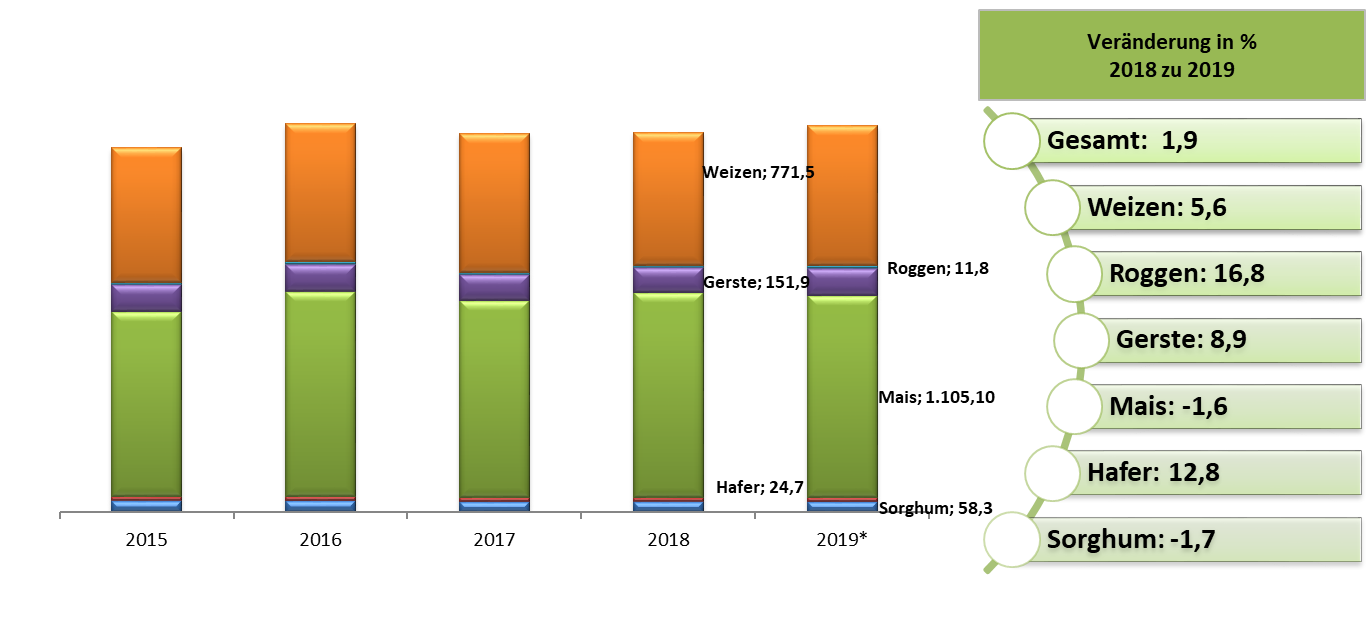 Weizen; 771,5
Roggen; 11,8
Gerste; 151,9
Mais; 1.105,10
Hafer; 24,7
Sorghum; 58,3
2015
2016
2017
2018
2019*
Veränderung in %
2018 zu 2019
Gesamt:  1,9
Weizen: 5,6
Roggen: 16,8
Gerste: 8,9
Mais: -1,6
Hafer: 12,8
Sorghum: -1,7